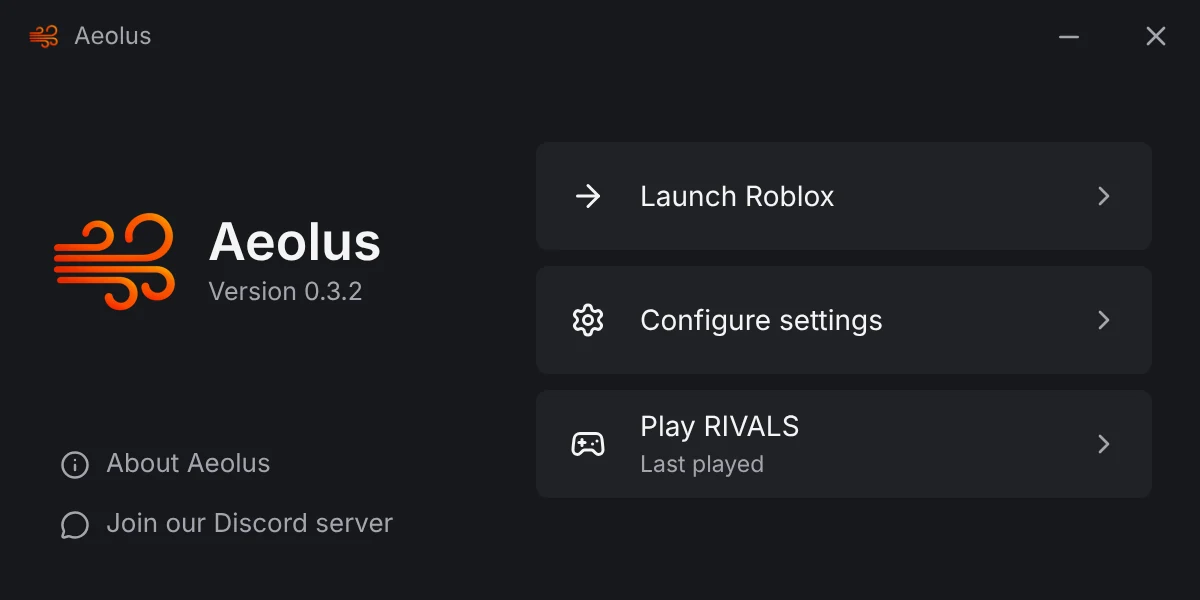 Aeolus
Aeolus
Version 0.3.2
About Aeolus
Join our Discord server
Launch Roblox
Configure settings
Play RIVALS
Last played